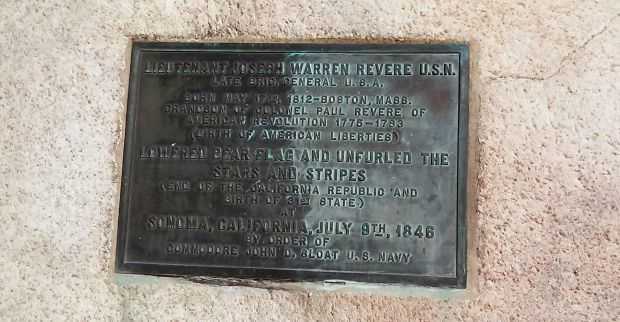 LIEUTENANT JOSEPH WARREN REVERE U.S.N.
LATE BRIG. GENERAL U.S.A.
BORN MAY 17TH, 1812-BOSTON, MASS.
GRANDSON OF COLONEL PAUL REVERE OF
AMERICAN REVOLUTION 1775-1783
(BIRTH OF AMERICAN LIBERTIES)
LOWERED BEAR FLAG AND UNFURLED THE
STARS AND STRIPES
(END OF THE CALIFORNIA REPUBLIC AND
BIRTH OF 31ST STATE)
AT
SONOMA, CALIFORNIA, JULY 9TH, 1846
BY ORDER OF
COMMODORE JOHN D. SLOAT U.S. NAVY